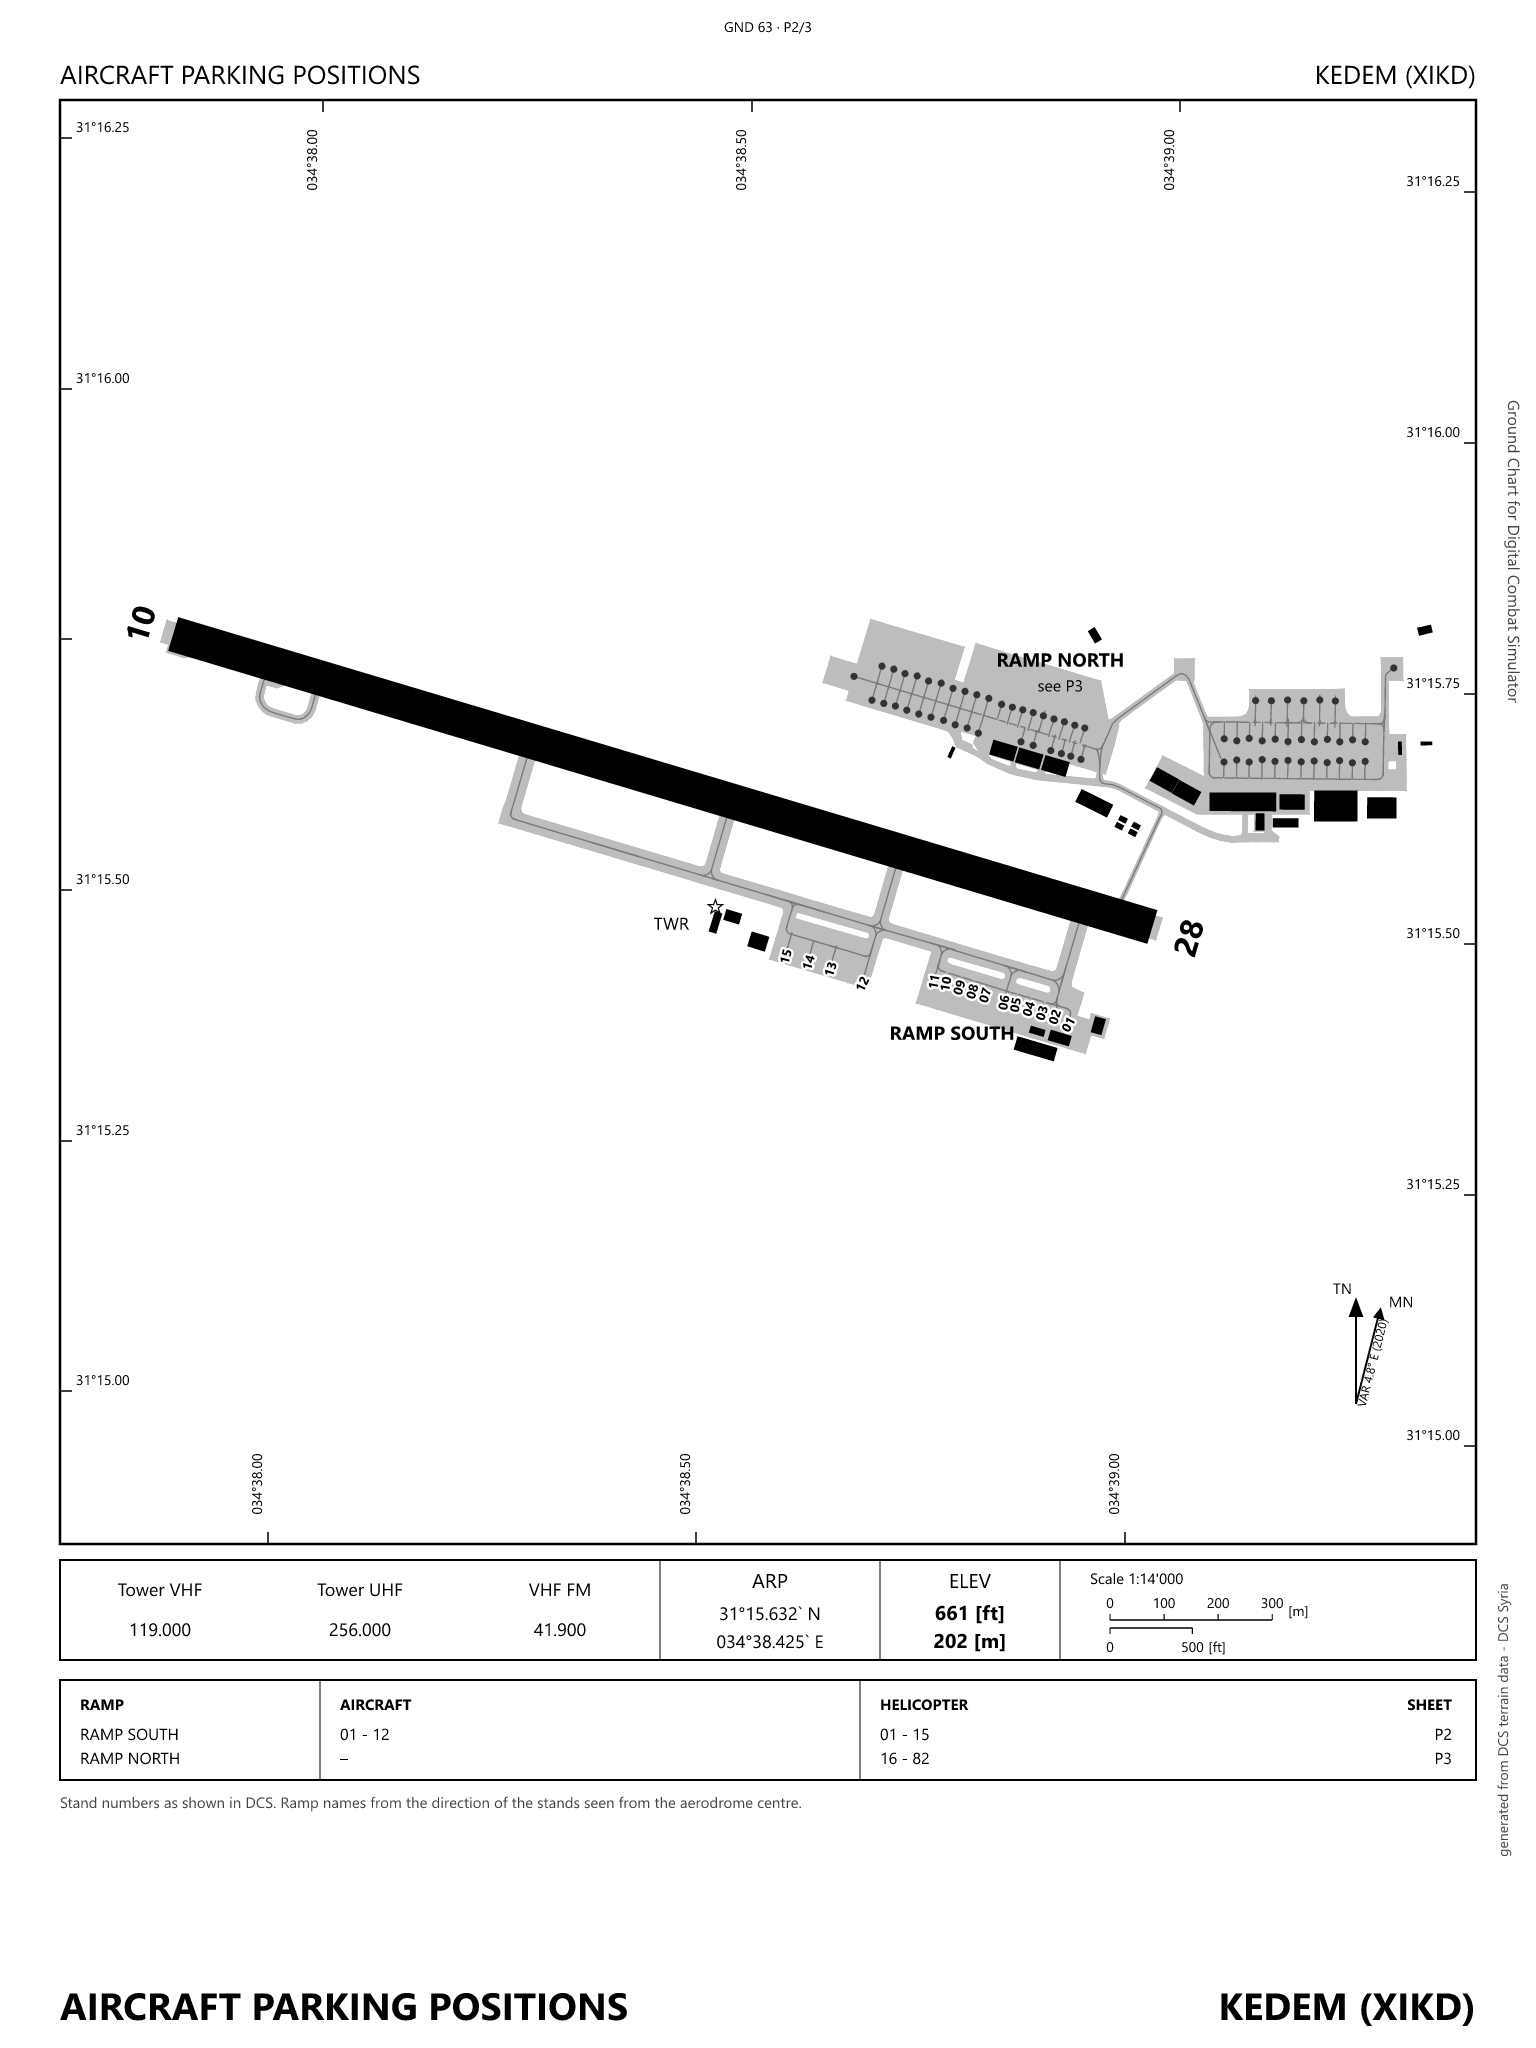 GND 63 · P2/3
AIRCRAFT PARKING POSITIONS
KEDEM (XIKD)
31°16.25
034°38.00
034°38.50
034°39.00
31°16.25
31°16.00
31°16.00
Ground Chart for Digital Combat Simulator
10
RAMP NORTH
see P3
31°15.75
31°15.50
TWR
28
31°15.50
15
14
13
12
11
10
09
08
07
06
05
04
03
02
01
RAMP SOUTH
31°15.25
31°15.25
TN
MN
VAR 4.8° E (2020)
31°15.00
31°15.00
034°38.00
034°38.50
034°39.00
Tower VHF
119.000
Tower UHF
256.000
VHF FM
41.900
ARP
31°15.632` N
034°38.425` E
ELEV
661 [ft]
202 [m]
Scale 1:14'000
0 100 200 300 [m]
0 500 [ft]
generated from DCS terrain data - DCS Syria
RAMP AIRCRAFT HELICOPTER SHEET
RAMP SOUTH 01 - 12 01 - 15 P2
RAMP NORTH – 16 - 82 P3
Stand numbers as shown in DCS. Ramp names from the direction of the stands seen from the aerodrome centre.
AIRCRAFT PARKING POSITIONS
KEDEM (XIKD)